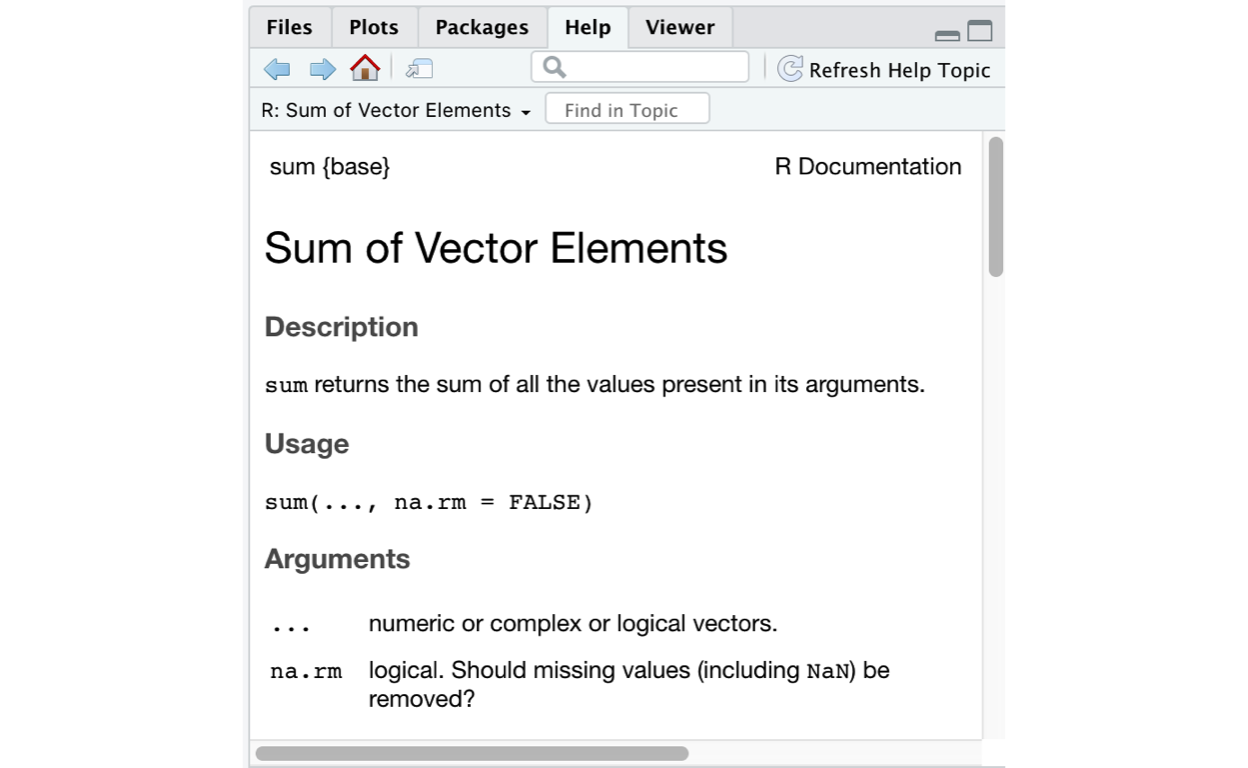 Files Plots Packages Help Viewer
Refresh Help Topic
R: Sum of Vector Elements Find in Topic
sum {base} R Documentation
Sum of Vector Elements
Description
sum returns the sum of all the values present in its arguments.
Usage
sum(..., na.rm = FALSE)
Arguments
... numeric or complex or logical vectors.
na.rm logical. Should missing values (including NaN) be
removed?